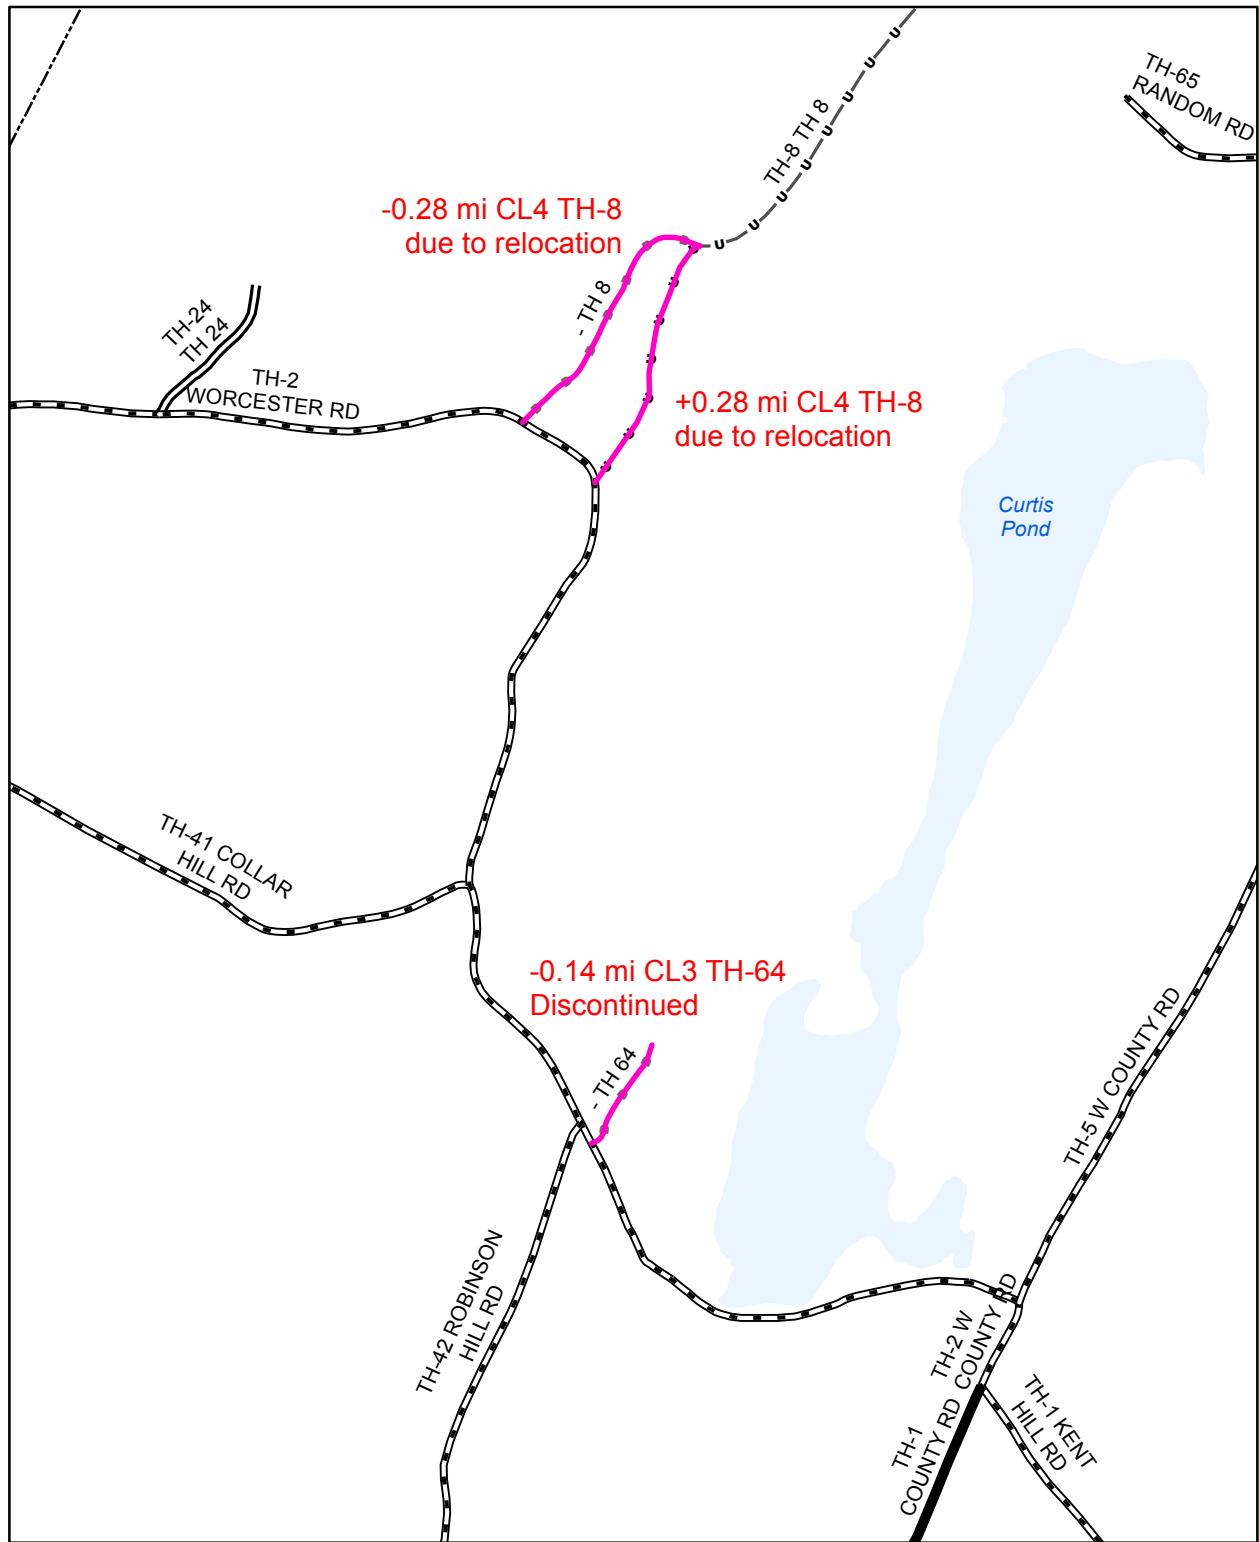 TH-65
RANDOM RD
TH-8 TH 8
-0.28 mi CL4 TH-8
due to relocation
- TH 8
TH-24
TH 24
TH-2
WORCESTER RD
+0.28 mi CL4 TH-8
due to relocation
Curtis
Pond
TH-41 COLLAR
HILL RD
-0.14 mi CL3 TH-64
Discontinued
- TH 64
TH-5 W COUNTY RD
TH-42 ROBINSON
HILL RD
TH-2 W
COUNTY RD
TH-1
COUNTY RD
TH-1 KENT
HILL RD